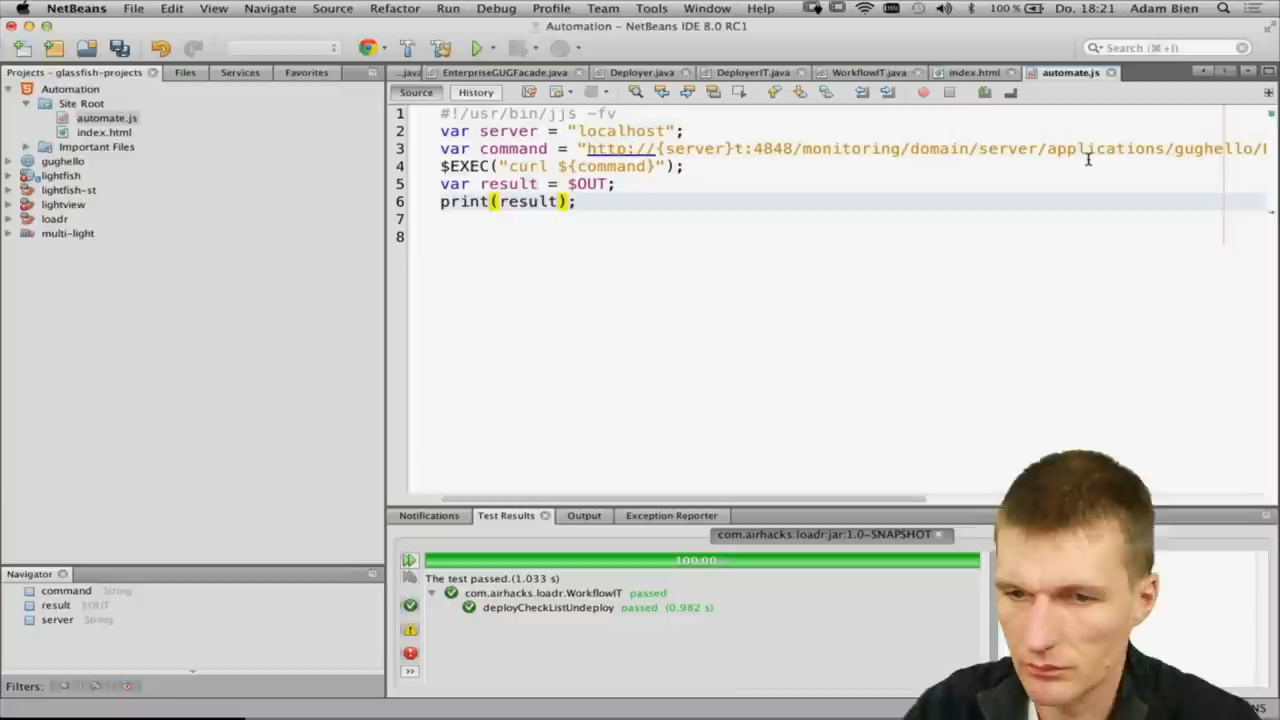 NetBeans File Edit View Navigate Source Refactor Run Debug Profile Team Tools Window Help 100 % Do. 18:21 Adam Bien
Automation – NetBeans IDE 8.0 RC1
Search (⌘+I)
Projects – glassfish-projects Files Services Favorites
...java EnterpriseGUGFacade.java Deployer.java DeployerIT.java WorkflowIT.java index.html automate.js
Source History
Automation
Site Root
automate.js
index.html
Important Files
gughello
lightfish
lightfish-st
lightview
loadr
multi-light
1 #!/usr/bin/jjs -fv
2 var server = "localhost";
3 var command = "http://{server}t:4848/monitoring/domain/server/applications/gughello/
4 $EXEC("curl ${command}");
5 var result = $OUT;
6 print(result);
7
8
Notifications Test Results Output Exception Reporter
com.airhacks:loadr:jar:1.0-SNAPSHOT
100.00
The test passed.(1.033 s)
com.airhacks.loadr.WorkflowIT passed
deployCheckListUndeploy passed (0.982 s)
Navigator
command String
result $OUT
server String
Filters: